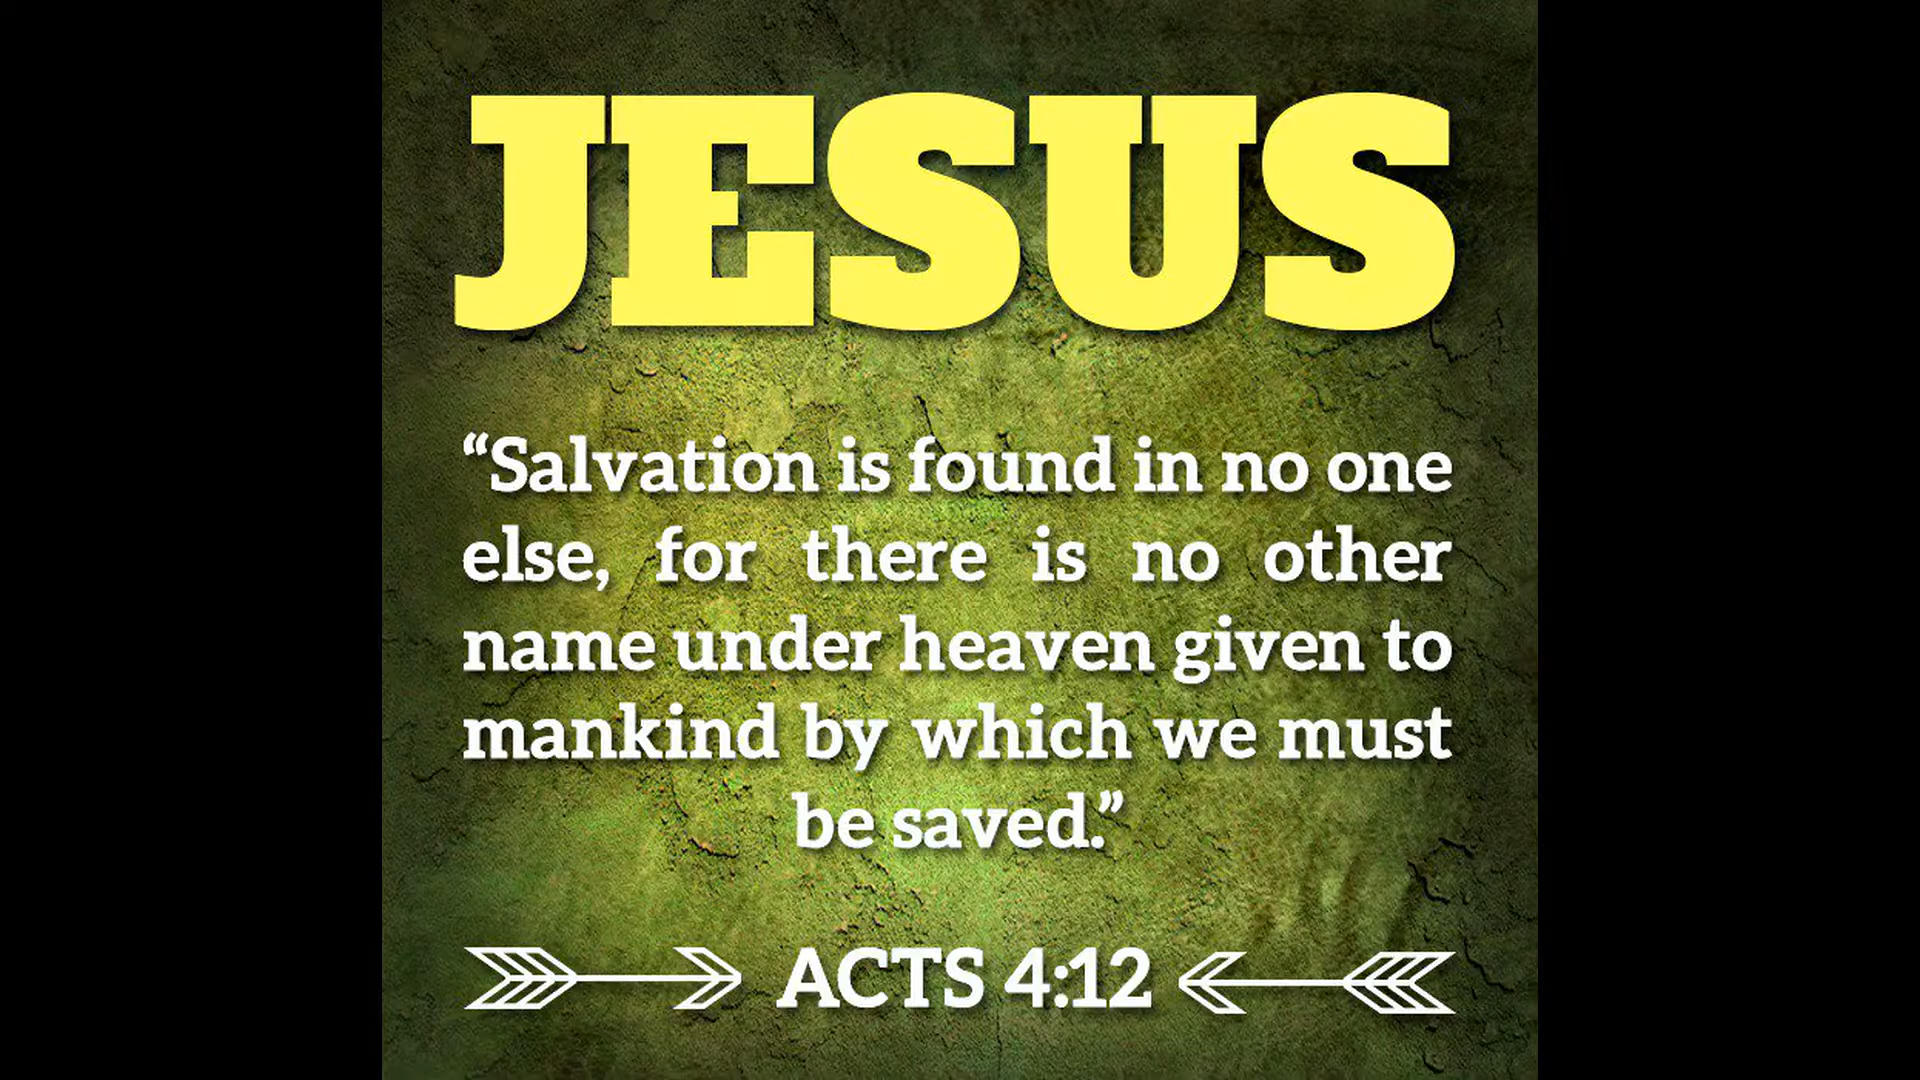 JESUS
“Salvation is found in no one
else, for there is no other
name under heaven given to
mankind by which we must
be saved.”
ACTS 4:12